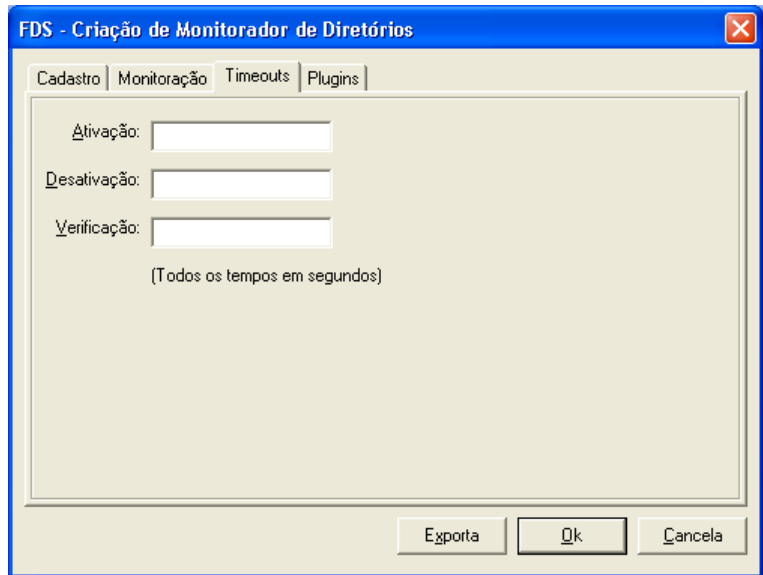 FDS - Criação de Monitorador de Diretórios
Cadastro Monitoração Timeouts Plugins
Ativação:
Desativação:
Verificação:
(Todos os tempos em segundos)
Exporta Ok Cancela